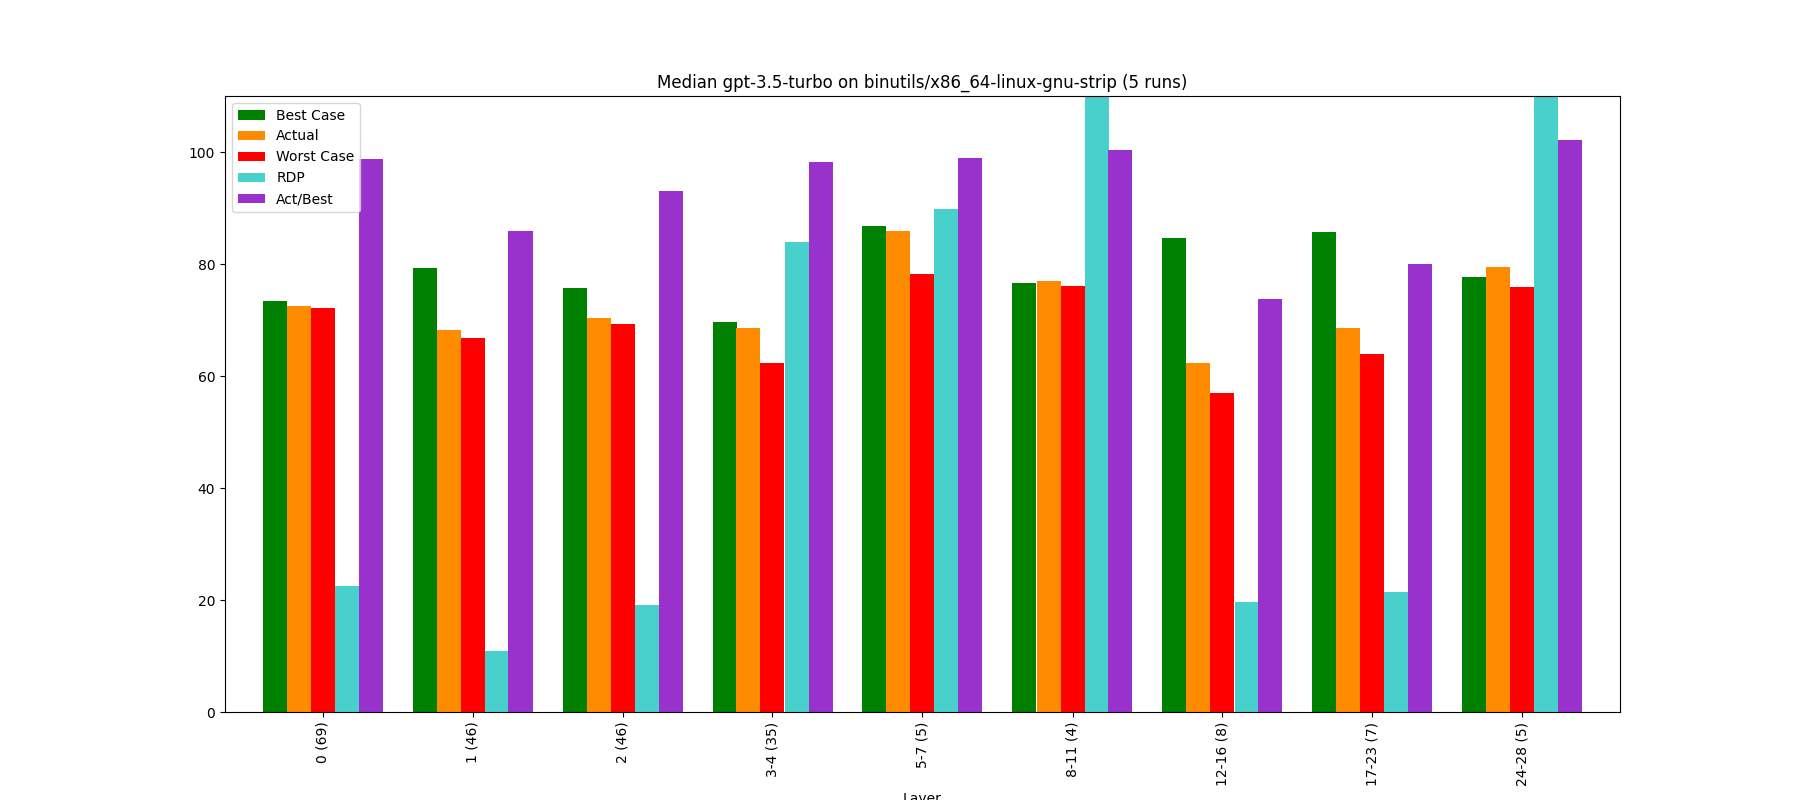 Median gpt-3.5-turbo on binutils/x86_64-linux-gnu-strip (5 runs)
Best Case
Actual
Worst Case
RDP
Act/Best
100
80
60
40
20
0
0 (69)
1 (46)
2 (46)
3-4 (35)
5-7 (5)
8-11 (4)
12-16 (8)
17-23 (7)
24-28 (5)
Layer